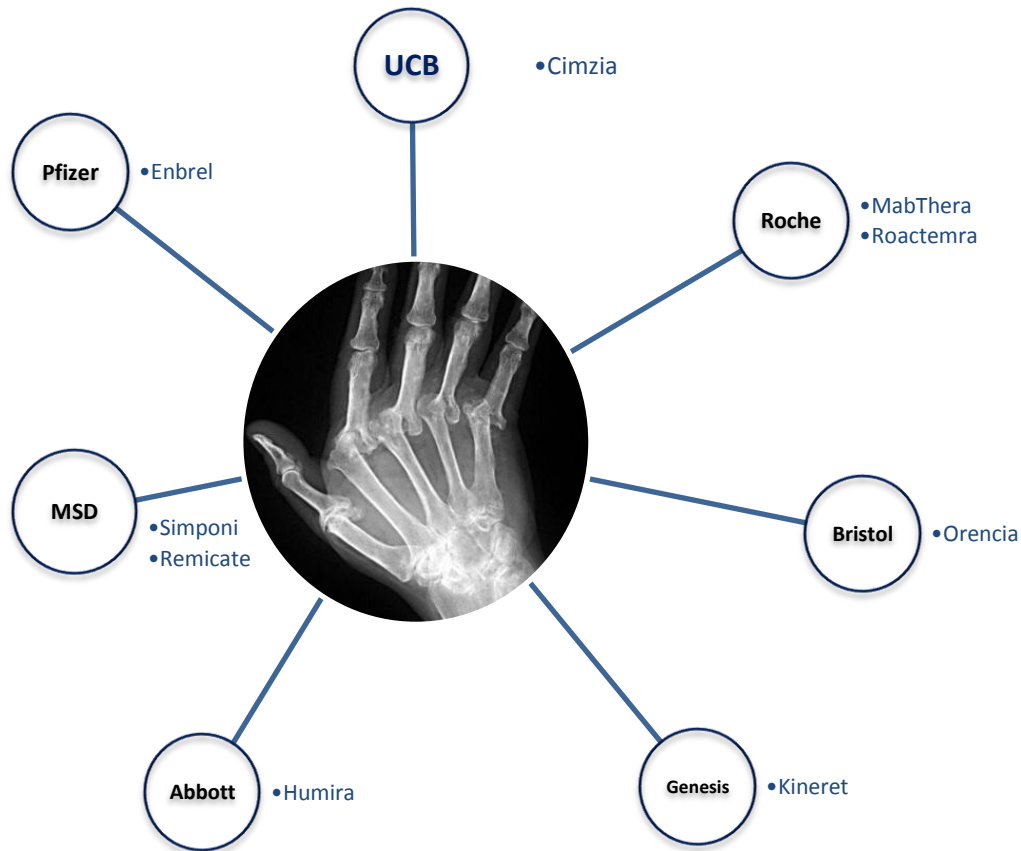 UCB
•Cimzia
Pfizer
•Enbrel
Roche
•MabThera
•Roactemra
MSD
•Simponi
•Remicate
Bristol
•Orencia
Abbott
•Humira
Genesis
•Kineret